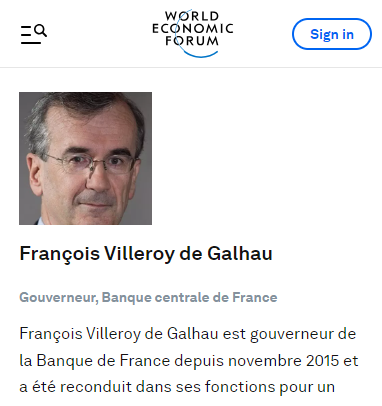 WORLD
ECONOMIC
FORUM
Sign in
François Villeroy de Galhau
Gouverneur, Banque centrale de France
François Villeroy de Galhau est gouverneur de
la Banque de France depuis novembre 2015 et
a été reconduit dans ses fonctions pour un